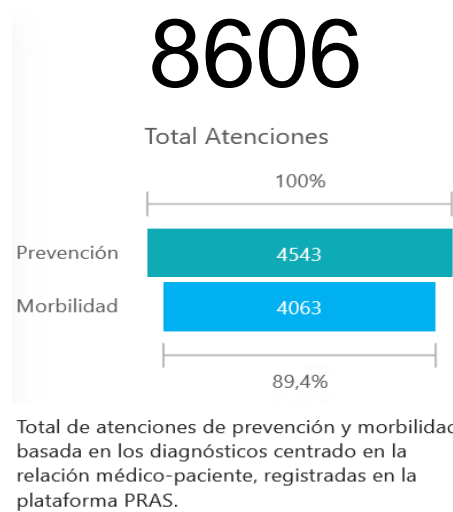 8606
Total Atenciones
100%
Prevención 4543
Morbilidad 4063
89,4%
Total de atenciones de prevención y morbilidad
basada en los diagnósticos centrado en la
relación médico-paciente, registradas en la
plataforma PRAS.